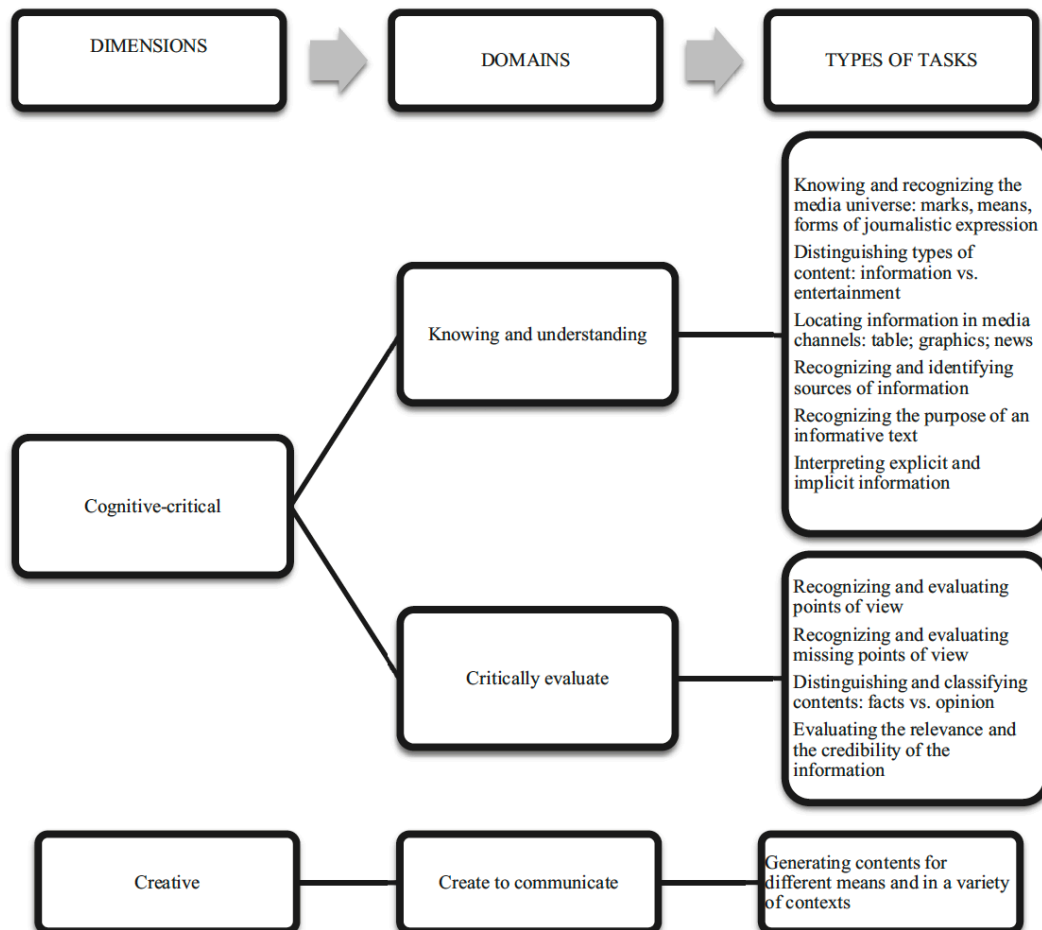 DIMENSIONS
DOMAINS
TYPES OF TASKS
Knowing and recognizing the
media universe: marks, means,
forms of journalistic expression
Distinguishing types of
content: information vs.
entertainment
Locating information in media
channels: table; graphics; news
Recognizing and identifying
sources of information
Recognizing the purpose of an
informative text
Interpreting explicit and
implicit information
Knowing and understanding
Cognitive-critical
Critically evaluate
Recognizing and evaluating
points of view
Recognizing and evaluating
missing points of view
Distinguishing and classifying
contents: facts vs. opinion
Evaluating the relevance and
the credibility of the
information
Creative
Create to communicate
Generating contents for
different means and in a variety
of contexts